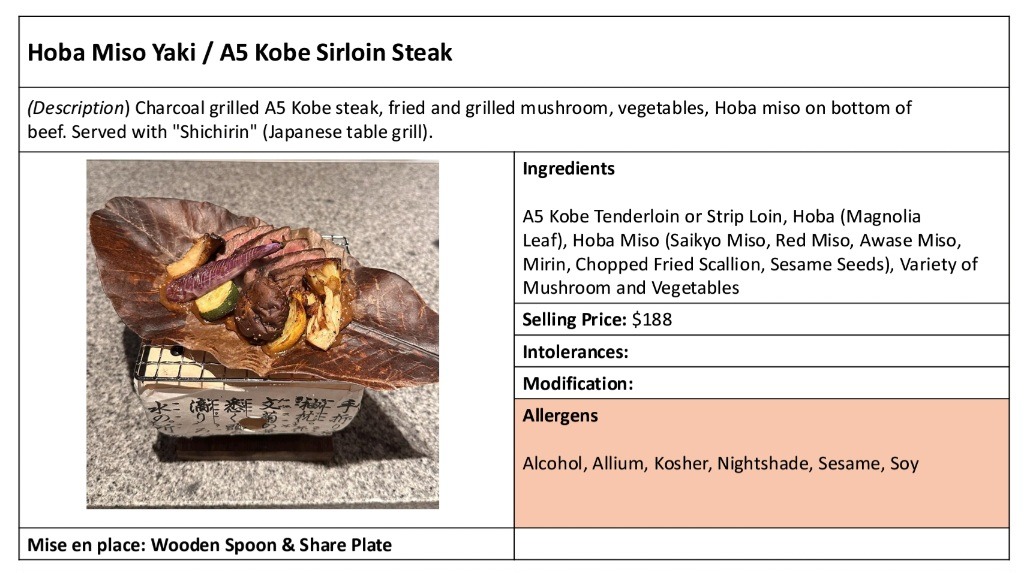 Hoba Miso Yaki / A5 Kobe Sirloin Steak
(Description) Charcoal grilled A5 Kobe steak, fried and grilled mushroom, vegetables, Hoba miso on bottom of
beef. Served with "Shichirin" (Japanese table grill).
Ingredients
A5 Kobe Tenderloin or Strip Loin, Hoba (Magnolia
Leaf), Hoba Miso (Saikyo Miso, Red Miso, Awase Miso,
Mirin, Chopped Fried Scallion, Sesame Seeds), Variety of
Mushroom and Vegetables
Selling Price: $188
Intolerances:
Modification:
Allergens
Alcohol, Allium, Kosher, Nightshade, Sesame, Soy
Mise en place: Wooden Spoon & Share Plate